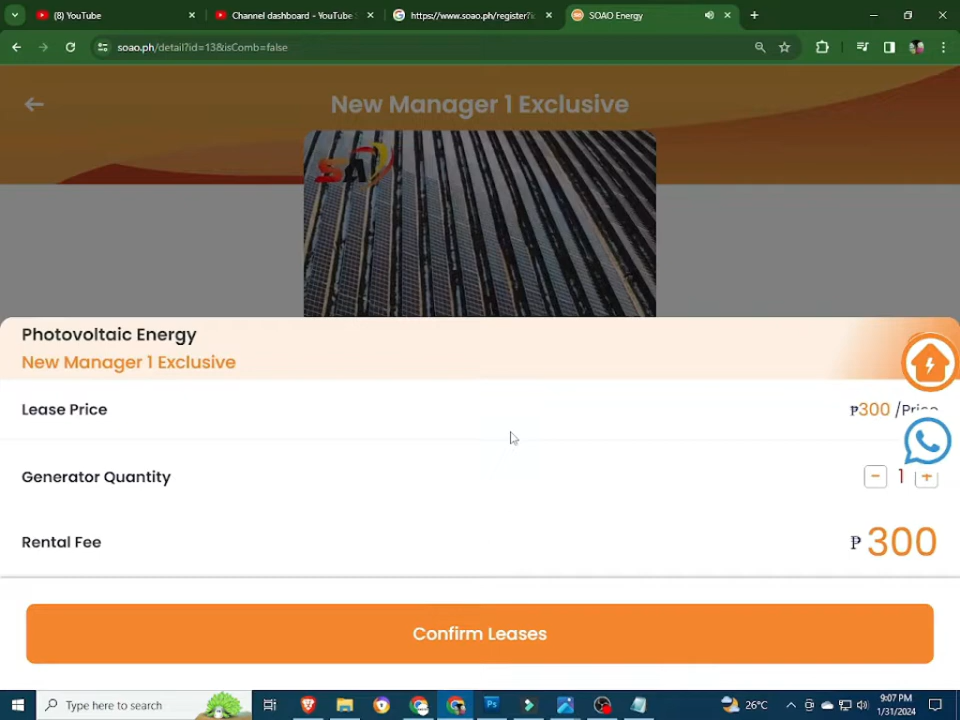 (8) YouTube
Channel dashboard - YouTube
https://www.soao.ph/register?
SOAO Energy
soao.ph/detail?id=13&isComb=false
New Manager 1 Exclusive
Photovoltaic Energy
New Manager 1 Exclusive
Lease Price
₱300 /Price
Generator Quantity
- 1 +
Rental Fee
₱ 300
Confirm Leases
Type here to search
26°C
9:07 PM
1/31/2024